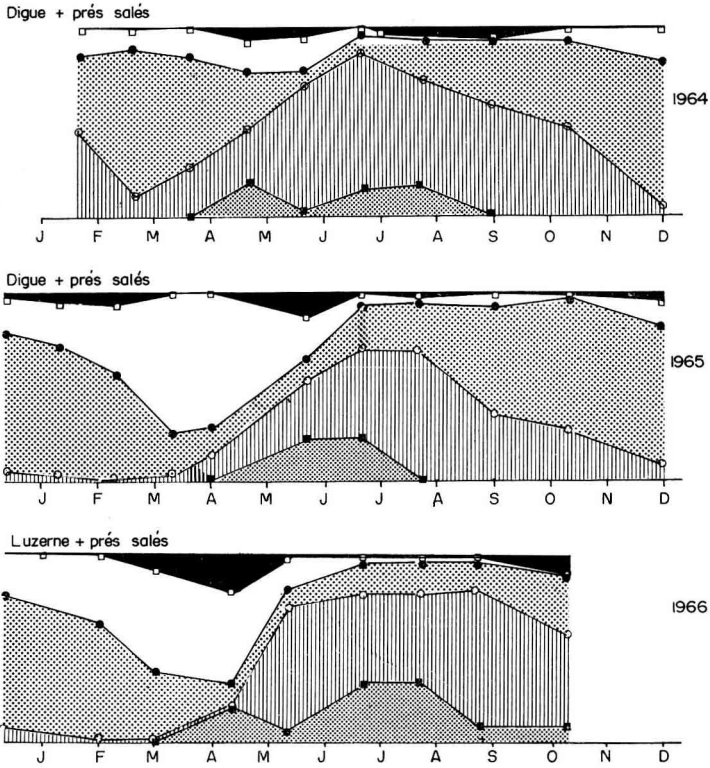 Digue + prés salés
1964
J F M A M J J A S O N D
Digue + prés salés
1965
J F M A M J J A S O N D
Luzerne + prés salés
1966
J F M A M J J A S O N D